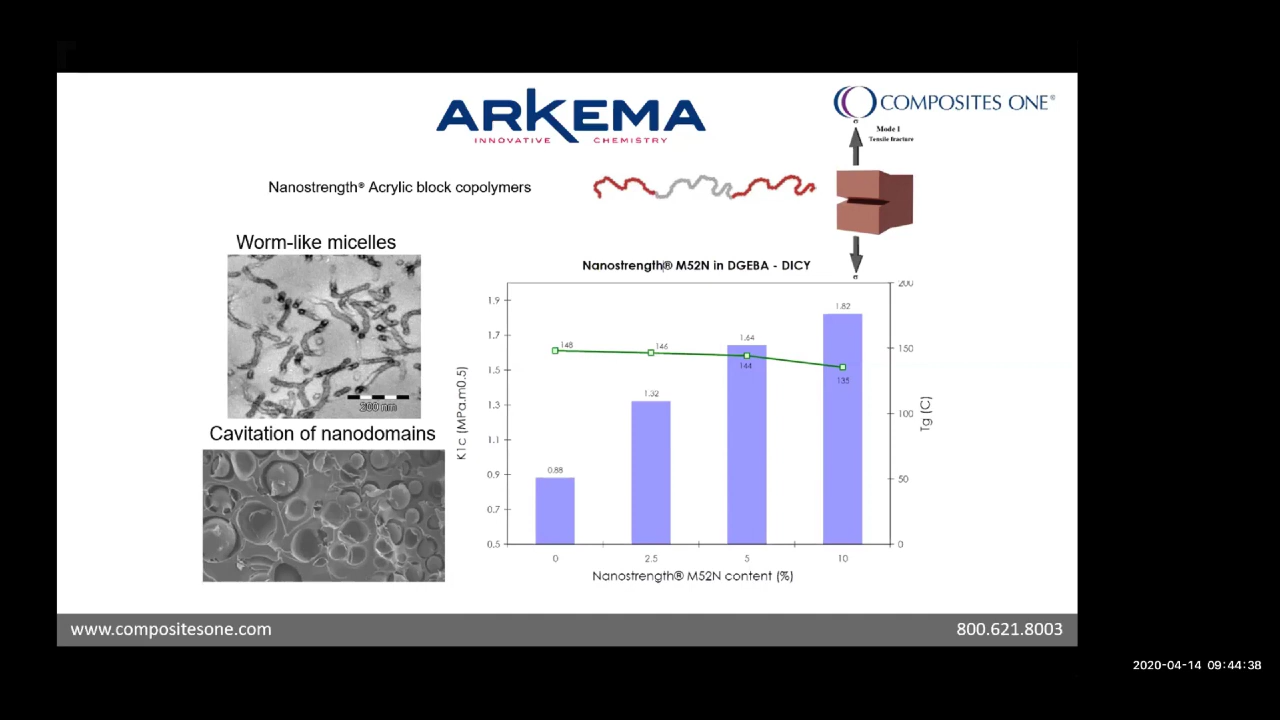 ARKEMA
INNOVATIVE CHEMISTRY
COMPOSITES ONE®
Mode I
Tensile fracture
Nanostrength® Acrylic block copolymers
Worm-like micelles
200 nm
Cavitation of nanodomains
Nanostrength® M52N in DGEBA - DICY
K1c (MPa.m0.5)
1.9
1.7
1.5
1.3
1.1
0.9
0.7
0.5
0.88
1.32
1.64
1.82
148
146
144
135
200
150
100
50
0
Tg (C)
0 2.5 5 10
Nanostrength® M52N content (%)
www.compositesone.com
800.621.8003
2020-04-14 09:44:38